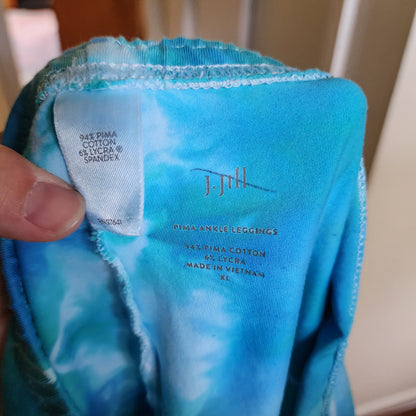 94% PIMA
COTTON
6% LYCRA ®
SPANDEX
J.Jill
PIMA ANKLE LEGGINGS
94% PIMA COTTON
6% LYCRA
MADE IN VIETNAM
XL